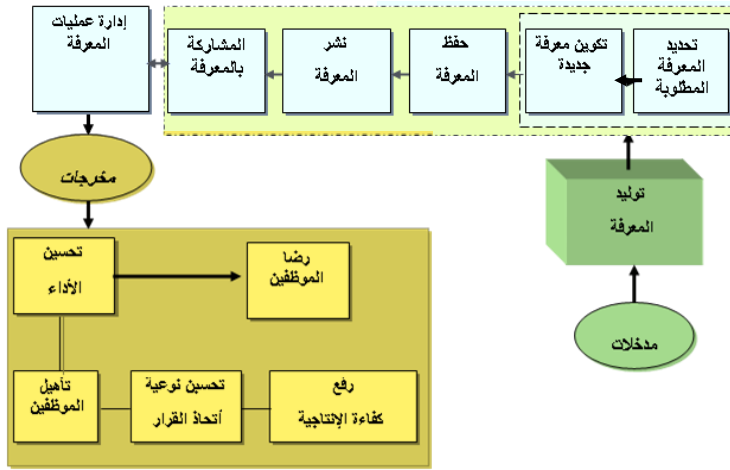 تحديد
المعرفة
المطلوبة
تكوين معرفة
جديدة
حفظ
المعرفة
نشر
المعرفة
المشاركة
بالمعرفة
إدارة عمليات
المعرفة
توليد
المعرفة
مدخلات
مخرجات
تحسين
الأداء
رضا
الموظفين
تأهيل
الموظفين
تحسين نوعية
أتحاذ القرار
رفع
كفاءة الإنتاجية